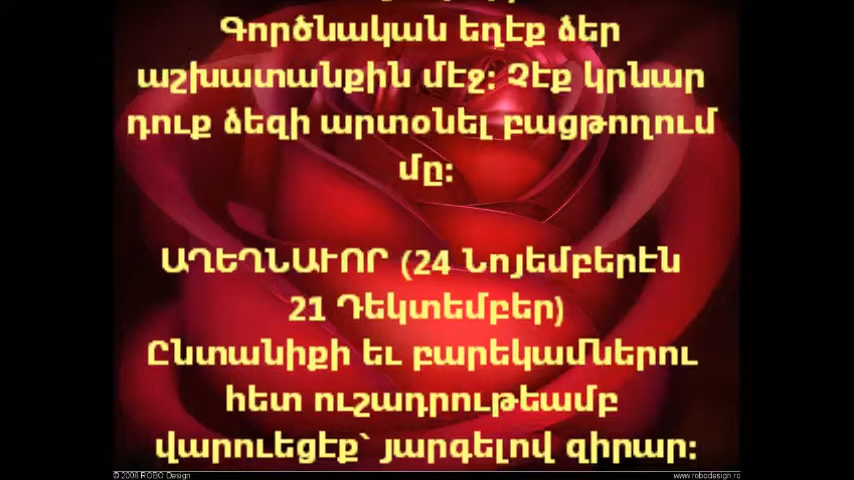 Գործնական եղէք ձեր
աշխատանքին մէջ: Չէք կրնար
դուք ձեզի արտօնել բացթողում
մը:
ԱՂԵՂՆԱՒՈՐ (24 Նոյեմբերէն
21 Դեկտեմբեր)
Ընտանիքի եւ բարեկամներու
հետ ուշադրութեամբ
վարուեցէք՝ յարգելով զիրար:
© 2006 ROBO Design
www.robodesign.ro